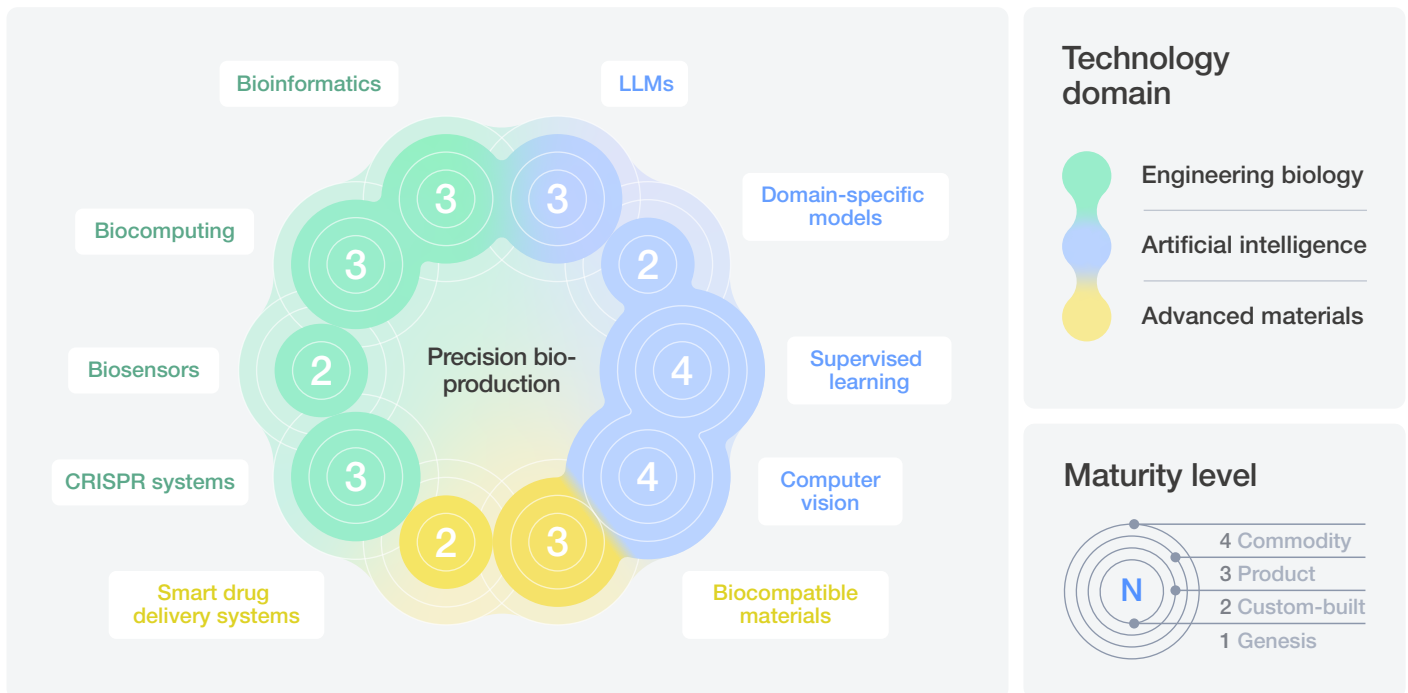 Bioinformatics
LLMs
3
3
Domain-specific
models
Biocomputing
3
2
Precision bio-
production
Biosensors
2
4
Supervised
learning
CRISPR systems
3
4
Computer
vision
2
3
Smart drug
delivery systems
Biocompatible
materials
Technology
domain
Engineering biology
Artificial intelligence
Advanced materials
Maturity level
N
4 Commodity
3 Product
2 Custom-built
1 Genesis